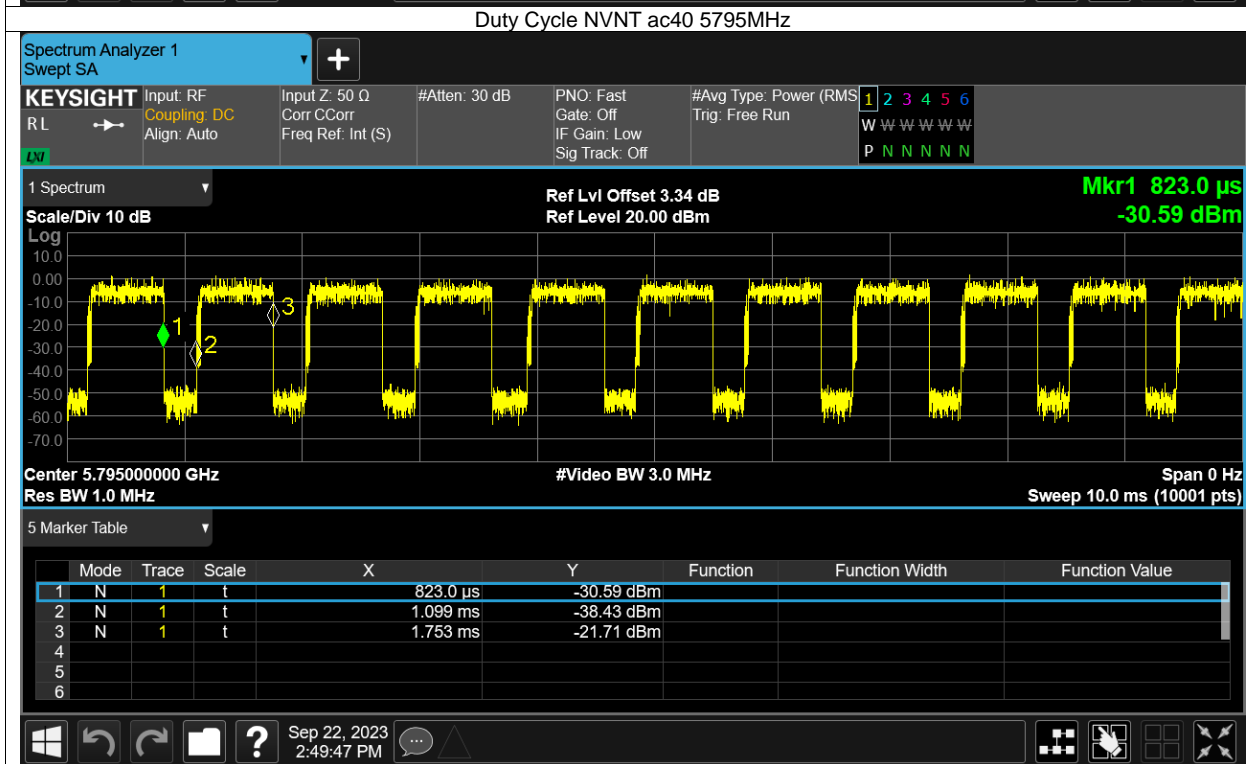 Duty Cycle NVNT ac40 5795MHz
Spectrum Analyzer 1
Swept SA
+
KEYSIGHT Input: RF Input Z: 50 Ω #Atten: 30 dB PNO: Fast #Avg Type: Power (RMS 1 2 3 4 5 6
RL Coupling: DC Corr CCorr Gate: Off Trig: Free Run W W W W W W
Align: Auto Freq Ref: Int (S) IF Gain: Low P N N N N N
LXI Sig Track: Off
1 Spectrum Ref Lvl Offset 3.34 dB Mkr1 823.0 µs
Scale/Div 10 dB Ref Level 20.00 dBm -30.59 dBm
Log
10.0
0.00
-10.0 3
-20.0 1
-30.0 2
-40.0
-50.0
-60.0
-70.0
Center 5.795000000 GHz #Video BW 3.0 MHz Span 0 Hz
Res BW 1.0 MHz Sweep 10.0 ms (10001 pts)
5 Marker Table
Mode Trace Scale X Y Function Function Width Function Value
1 N 1 t 823.0 µs -30.59 dBm
2 N 1 t 1.099 ms -38.43 dBm
3 N 1 t 1.753 ms -21.71 dBm
4
5
6
? Sep 22, 2023
2:49:47 PM